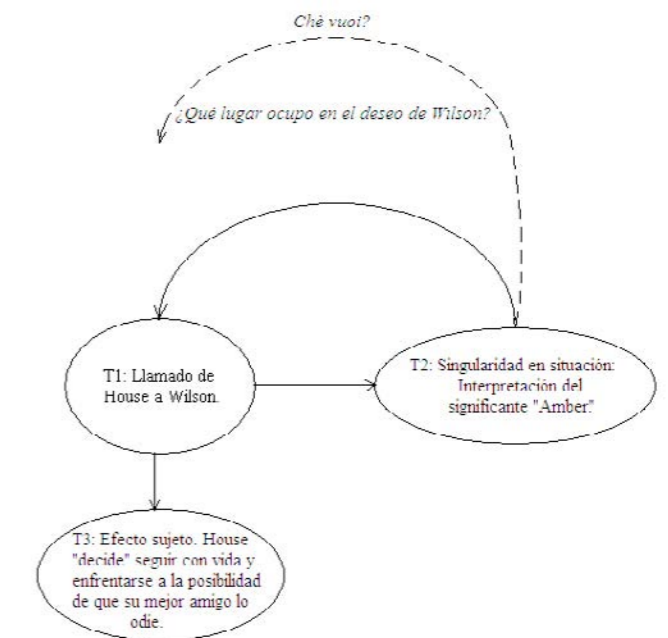 Chè vuoi?
¿Qué lugar ocupo en el deseo de Wilson?
T1: Llamado de
House a Wilson.
T2: Singularidad en situación:
Interpretación del
significante "Amber."
T3: Efecto sujeto. House
"decide" seguir con vida y
enfrentarse a la posibilidad
de que su mejor amigo lo
odie.